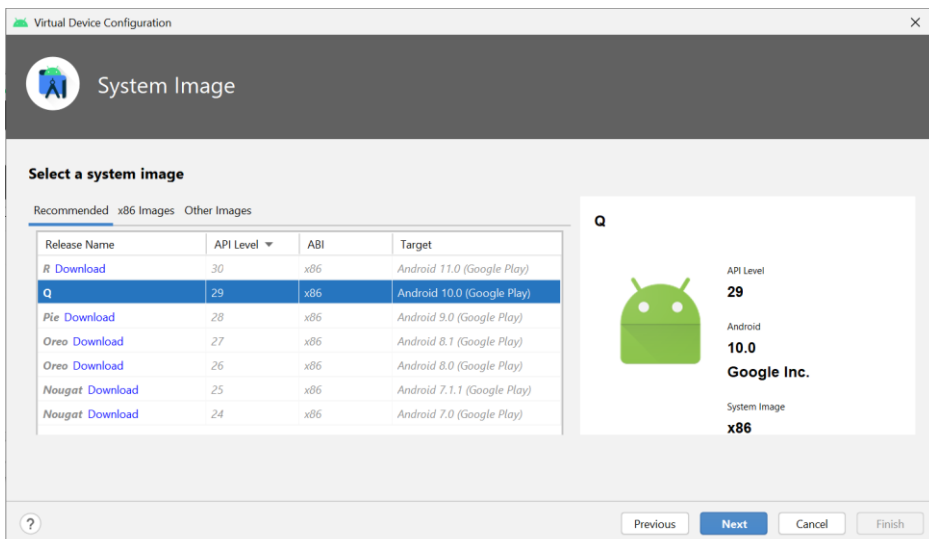 Virtual Device Configuration
System Image
Select a system image
Recommended x86 Images Other Images
Release Name API Level ABI Target
R Download 30 x86 Android 11.0 (Google Play)
Q 29 x86 Android 10.0 (Google Play)
Pie Download 28 x86 Android 9.0 (Google Play)
Oreo Download 27 x86 Android 8.1 (Google Play)
Oreo Download 26 x86 Android 8.0 (Google Play)
Nougat Download 25 x86 Android 7.1.1 (Google Play)
Nougat Download 24 x86 Android 7.0 (Google Play)
Q
API Level
29
Android
10.0
Google Inc.
System Image
x86
? Previous Next Cancel Finish